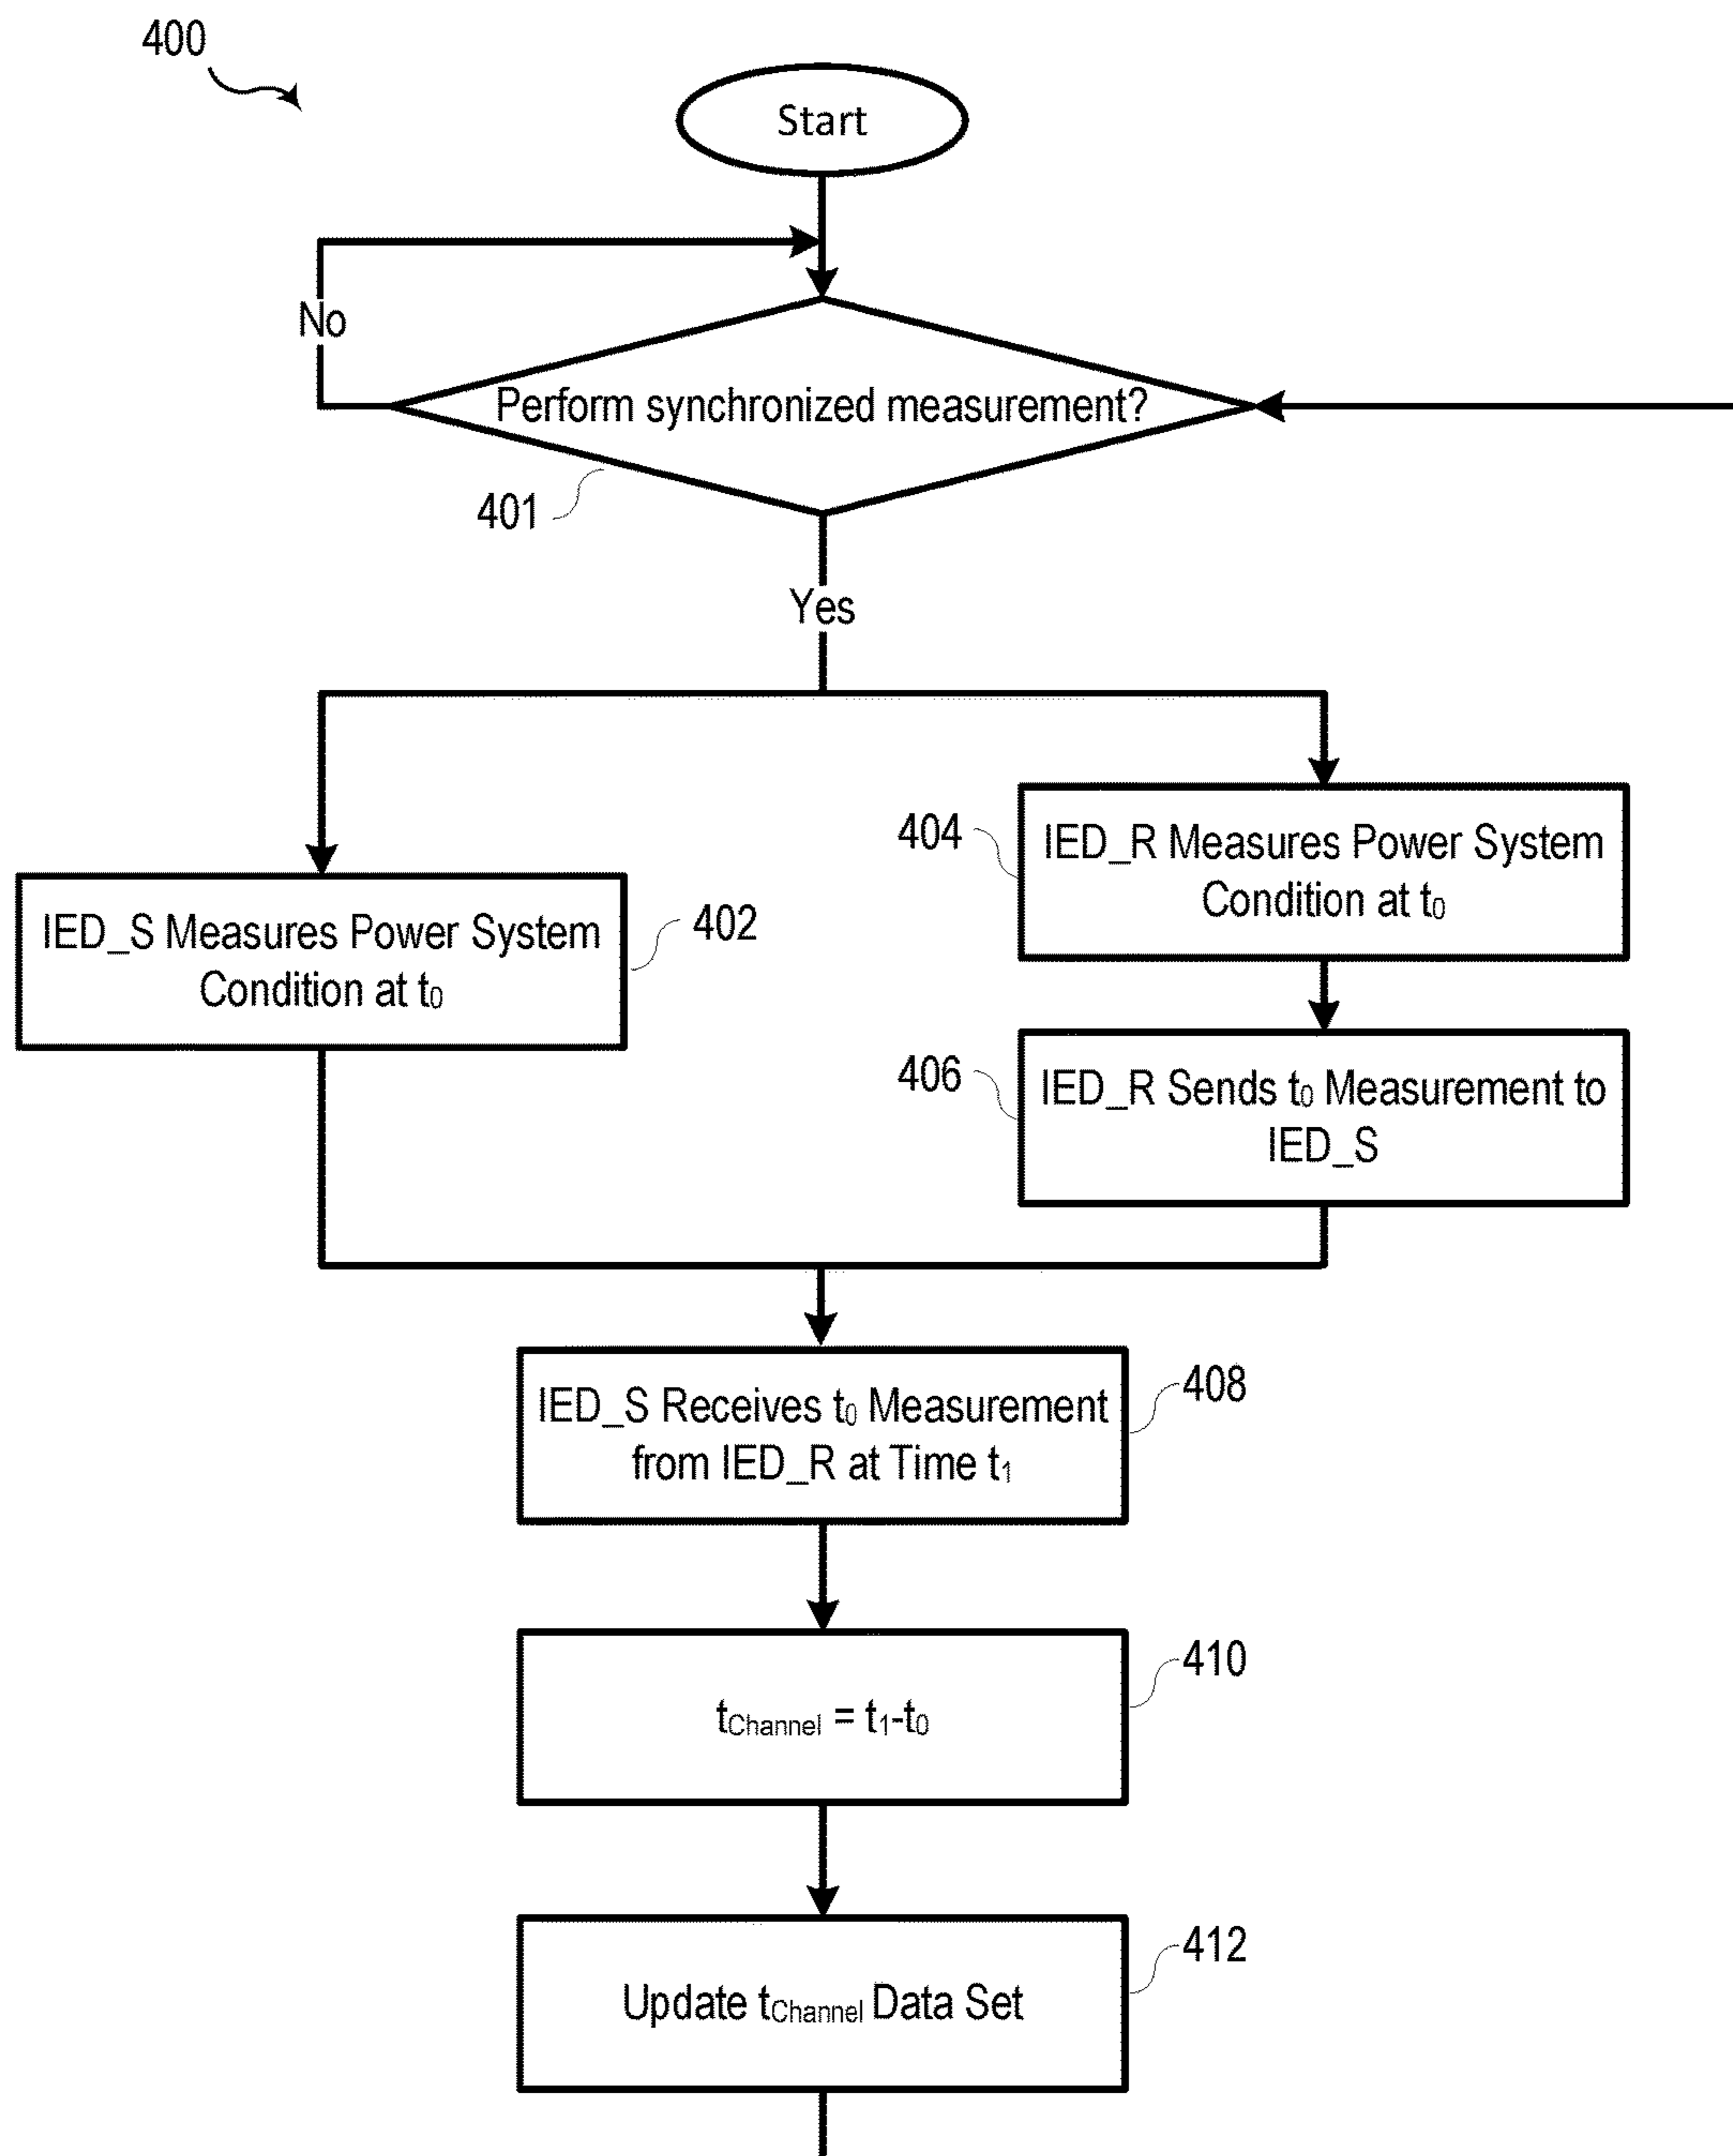 400
Start
No
Perform synchronized measurement?
401
Yes
404
IED_R Measures Power System
Condition at t₀
IED_S Measures Power System
Condition at t₀
402
406
IED_R Sends t₀ Measurement to
IED_S
IED_S Receives t₀ Measurement
from IED_R at Time t₁
408
410
t_Channel = t₁-t₀
412
Update t_Channel Data Set